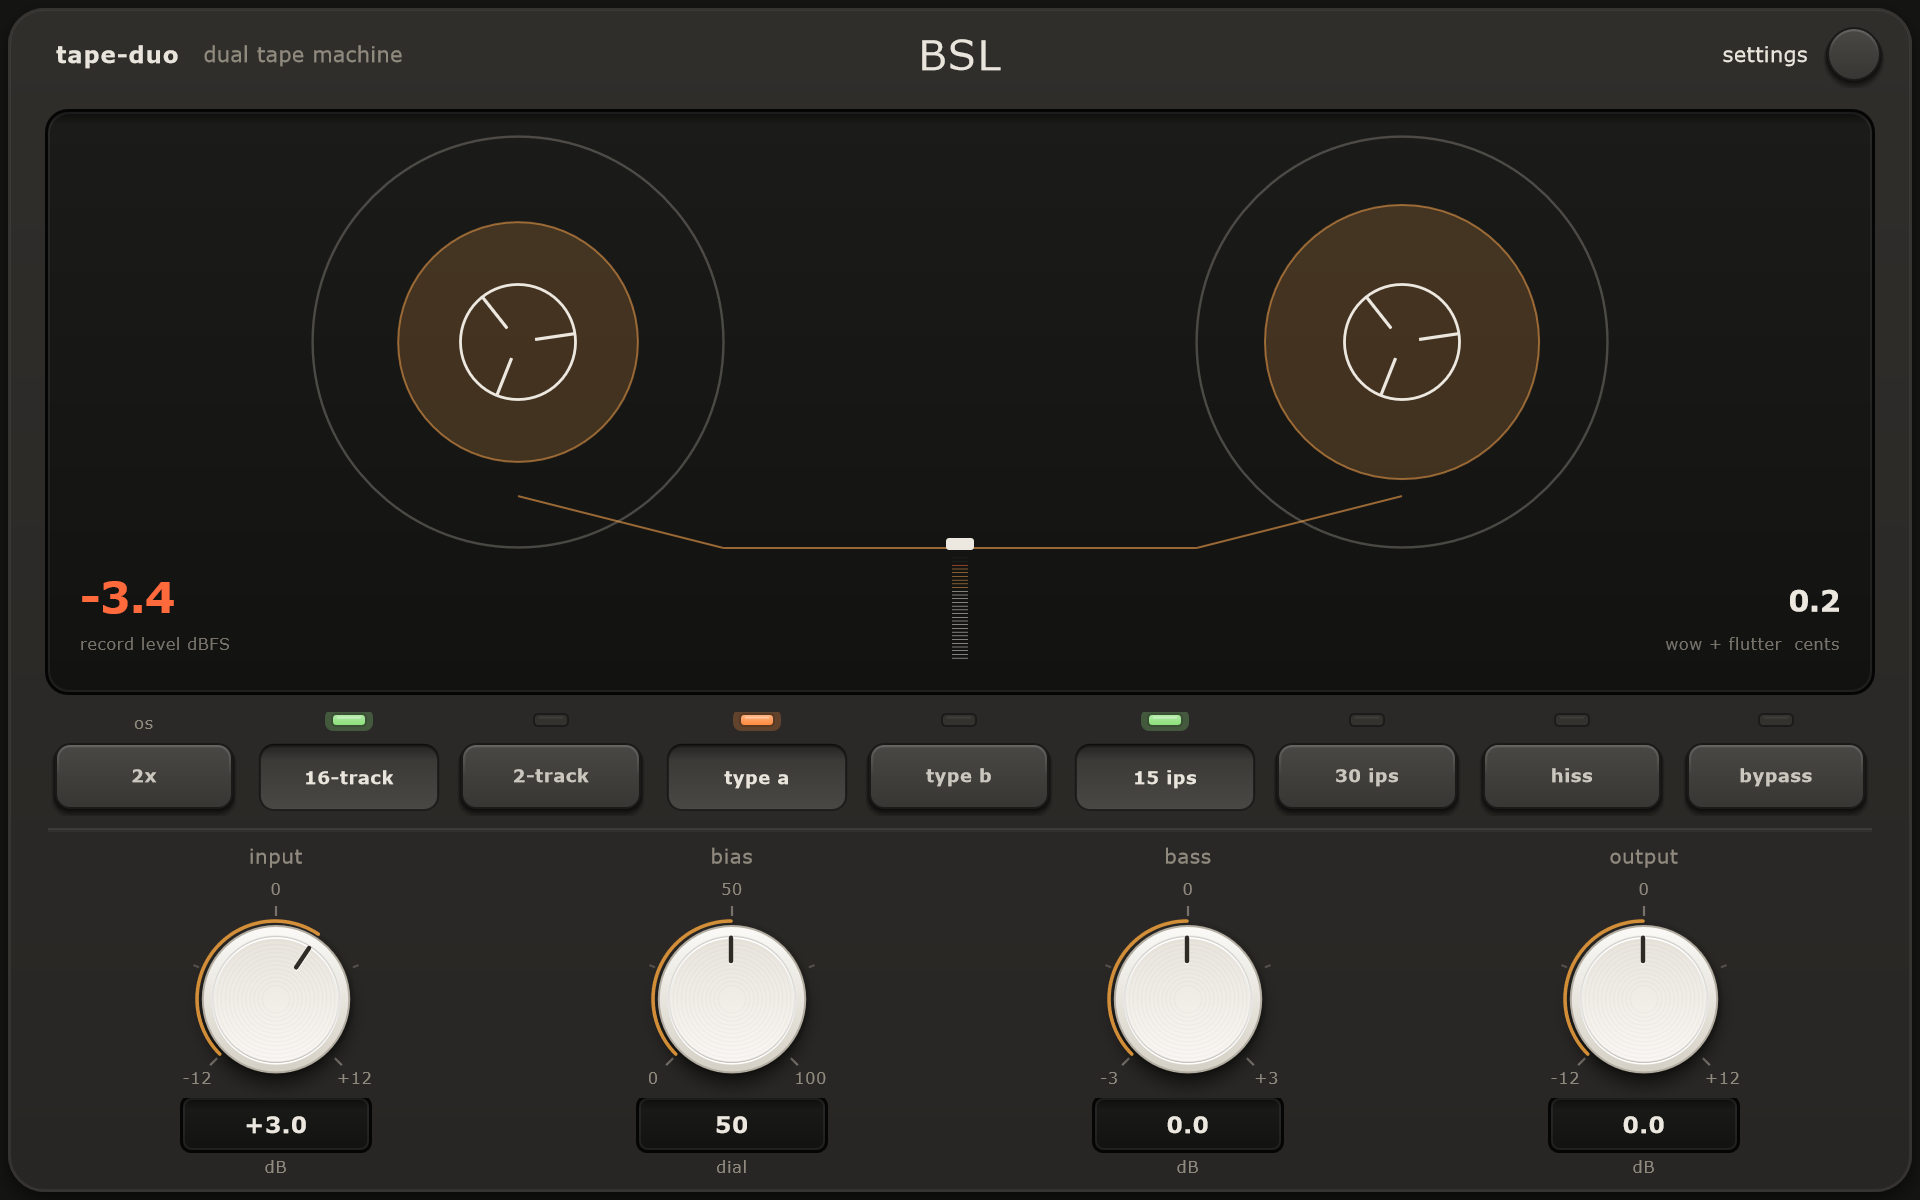 tape-duo dual tape machine BSL settings
-3.4 0.2
record level dBFS wow + flutter cents
os
2x 16-track 2-track type a type b 15 ips 30 ips hiss bypass
input bias bass output
0 50 0 0
-12 +12 0 100 -3 +3 -12 +12
+3.0 50 0.0 0.0
dB dial dB dB